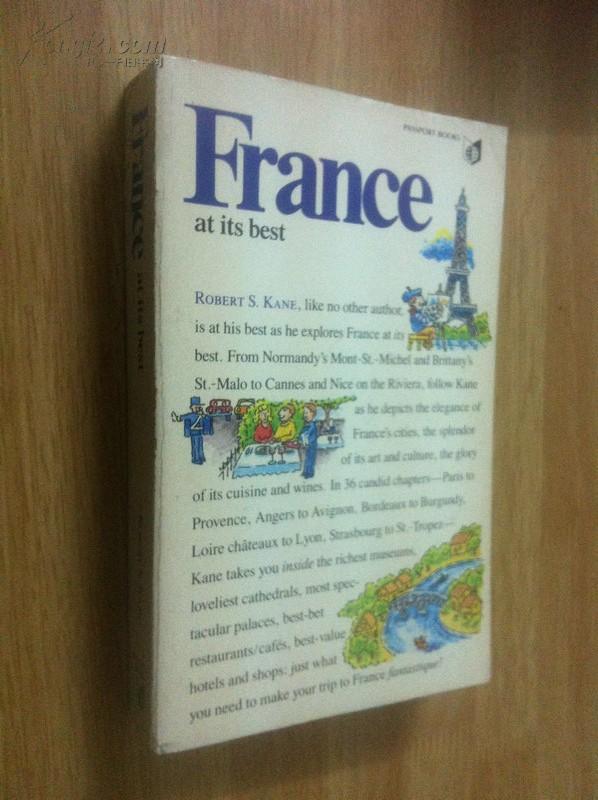 Kongfz.com
PASSPORT BOOKS
France
at its best
France at its best
ROBERT S. KANE, like no other author,
is at his best as he explores France at its
best. From Normandy's Mont-St.-Michel and Brittany's
St.-Malo to Cannes and Nice on the Riviera, follow Kane
as he depicts the elegance of
France's cities, the splendor
of its art and culture, the glory
of its cuisine and wines. In 36 candid chapters—Paris to
Provence, Angers to Avignon, Bordeaux to Burgundy,
Loire châteaux to Lyon, Strasbourg to St.-Tropez—
Kane takes you inside the richest museums,
loveliest cathedrals, most spec-
tacular palaces, best-bet
restaurants/cafés, best-value
hotels and shops: just what
you need to make your trip to France fantastique!